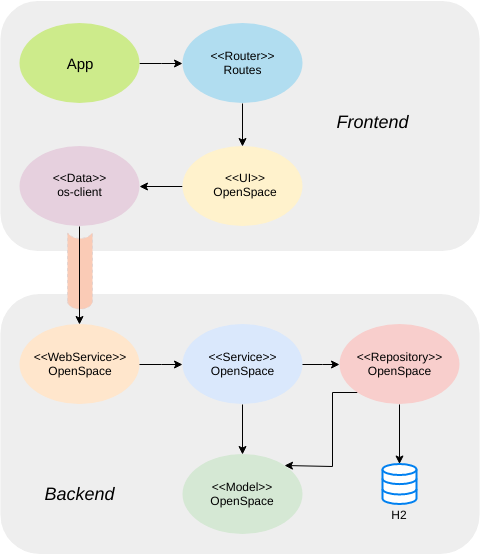 App
<<Router>>
Routes
Frontend
<<Data>>
os-client
<<UI>>
OpenSpace
<<WebService>>
OpenSpace
<<Service>>
OpenSpace
<<Repository>>
OpenSpace
<<Model>>
OpenSpace
Backend
H2